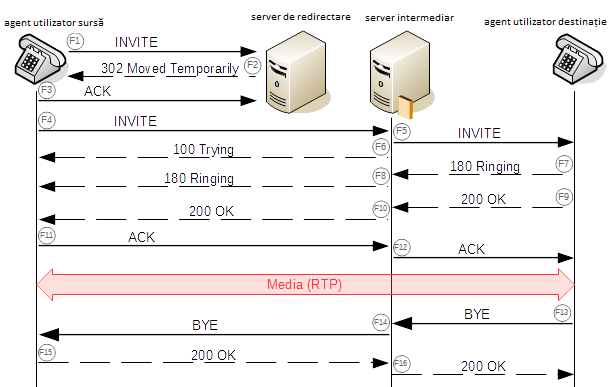 agent utilizator sursă
server de redirectare
server intermediar
agent utilizator destinație
F1 INVITE
302 Moved Temporarily F2
F3 ACK
F4 INVITE
F5 INVITE
100 Trying F6
180 Ringing F7
180 Ringing F8
200 OK F9
200 OK F10
F11 ACK
F12 ACK
Media (RTP)
BYE F13
BYE F14
F15 200 OK
F16 200 OK